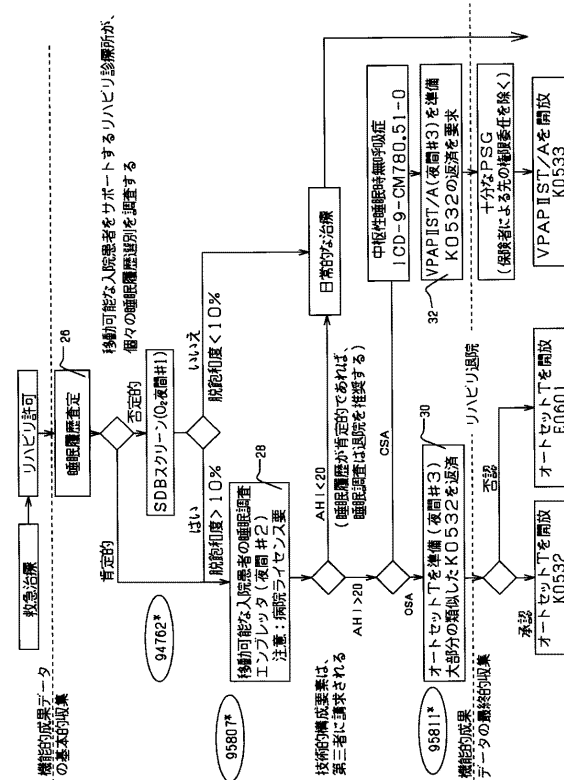 機能的成果データ
の基本的収集
救急治療
リハビリ許可
睡眠履歴査定
26
移動可能な入院患者をサポートするリハビリ診療所が、
個々の睡眠履歴選別を調査する
肯定的
否定的
94762*
SDBスクリーン(O₂夜間#1)
はい
脱飽和度>10%
いいえ
脱飽和度<10%
95807*
移動可能な入院患者の睡眠調査
エンブレッタ(夜間#2)
注意:病院ライセンス要
28
技術的構成要素は、
第三者に請求される
AHI<20
(睡眠履歴が肯定的であれば、
睡眠調査は退院を推奨する)
日常的な治療
AHI>20
CSA
OSA
中枢性睡眠時無呼吸症
ICD-9-CM780.51-0
95811*
オートセットTを準備(夜間#3)
大部分の類似したK0532を返済
30
VPAPⅡST/A(夜間#3)を準備
K0532の返済を要求
32
機能的成果
データの最終的収集
リハビリ退院
十分なPSG
(保険者による先の権限委任を除く)
承認
否認
オートセットTを開放
K0532
オートセットTを開放
E0601
VPAPⅡST/Aを開放
K0533